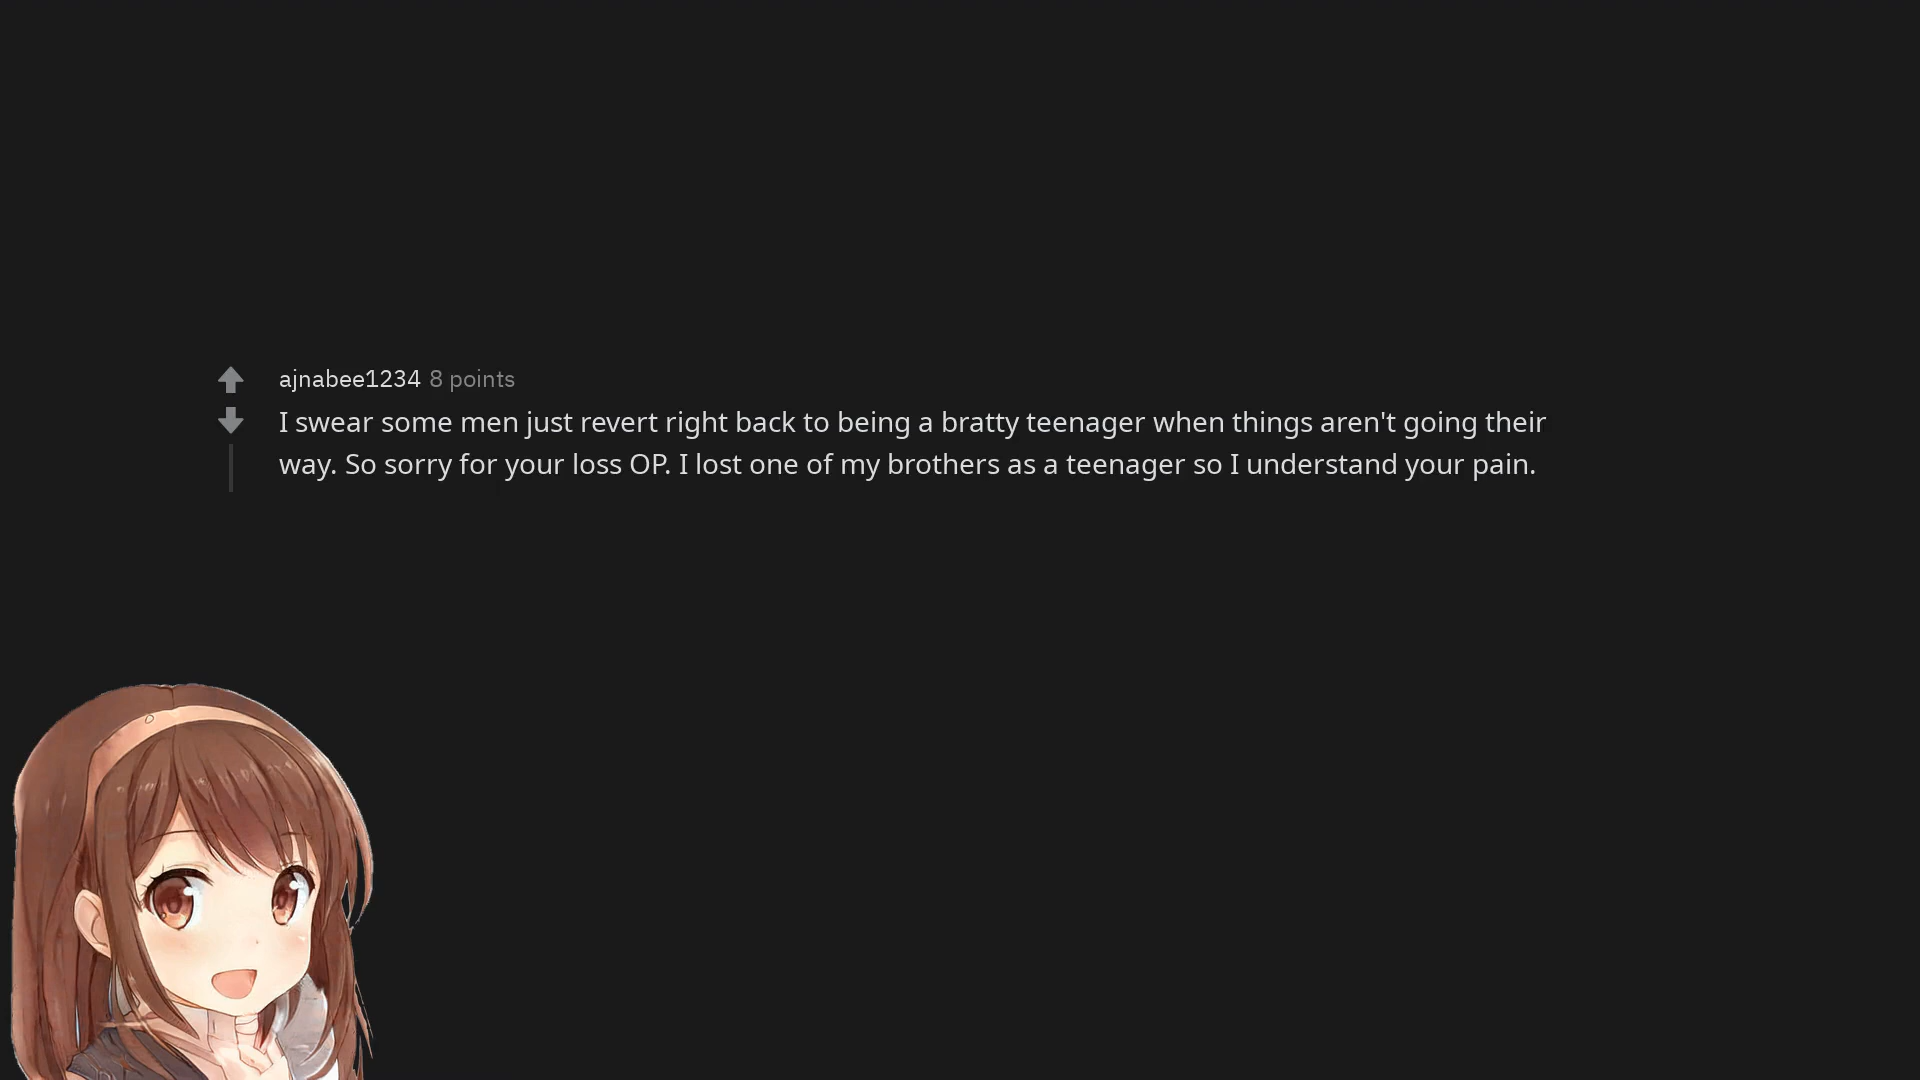 ajnabee1234 8 points
I swear some men just revert right back to being a bratty teenager when things aren't going their
way. So sorry for your loss OP. I lost one of my brothers as a teenager so I understand your pain.